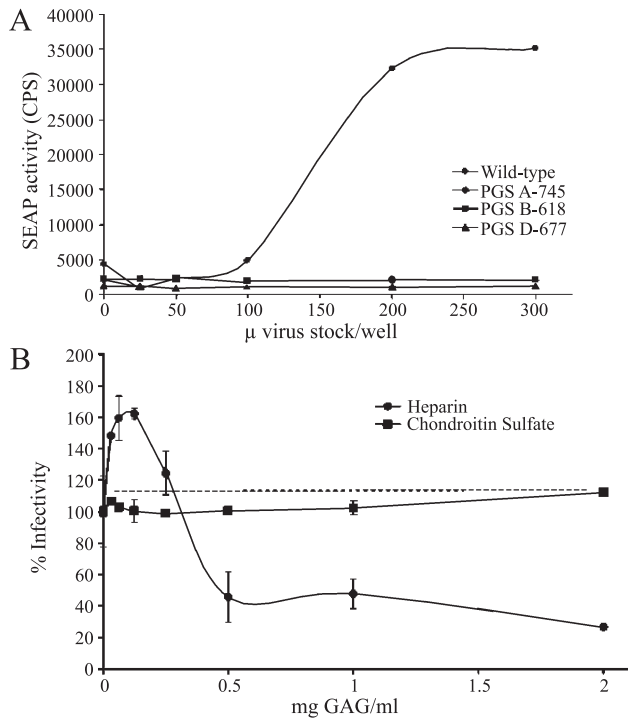 A
SEAP activity (CPS)
40000
35000
30000
25000
20000
15000
10000
5000
0
0 50 100 150 200 250 300
μ virus stock/well
Wild-type
PGS A-745
PGS B-618
PGS D-677
B
% Infectivity
200
180
160
140
120
100
80
60
40
20
0
0 0.5 1 1.5 2
mg GAG/ml
Heparin
Chondroitin Sulfate